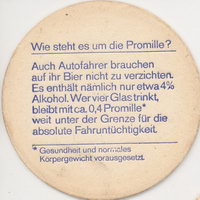 Wie steht es um die Promille?
Auch Autofahrer brauchen
auf ihr Bier nicht zu verzichten.
Es enthält nämlich nur etwa 4%
Alkohol. Wer vier Glas trinkt,
bleibt mit ca. 0,4 Promille*
weit unter der Grenze für die
absolute Fahruntüchtigkeit.
* Gesundheit und normales
Körpergewicht vorausgesetzt.